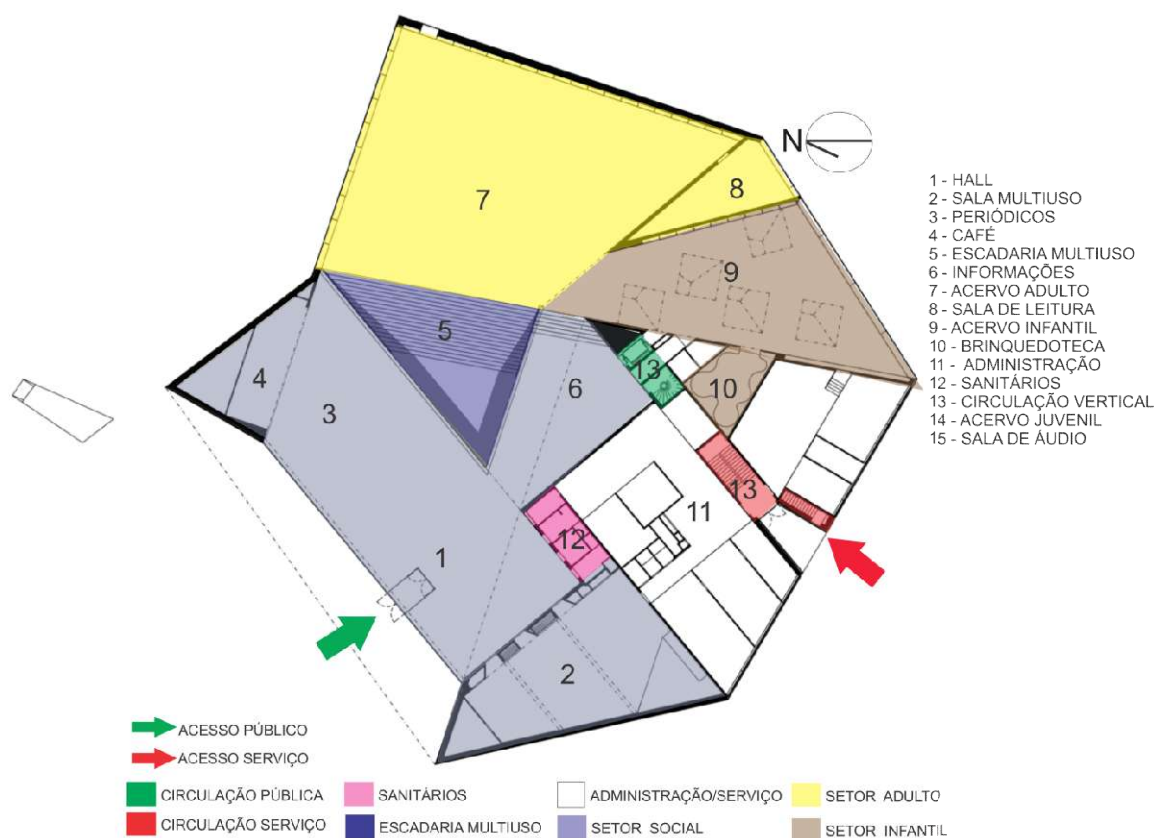 N
7
8
9
5
4
6
13
3
10
13
11
12
1
2
1 - HALL
2 - SALA MULTIUSO
3 - PERIÓDICOS
4 - CAFÉ
5 - ESCADARIA MULTIUSO
6 - INFORMAÇÕES
7 - ACERVO ADULTO
8 - SALA DE LEITURA
9 - ACERVO INFANTIL
10 - BRINQUEDOTECA
11 - ADMINISTRAÇÃO
12 - SANITÁRIOS
13 - CIRCULAÇÃO VERTICAL
14 - ACERVO JUVENIL
15 - SALA DE ÁUDIO
ACESSO PÚBLICO
ACESSO SERVIÇO
CIRCULAÇÃO PÚBLICA
SANITÁRIOS
ADMINISTRAÇÃO/SERVIÇO
SETOR ADULTO
CIRCULAÇÃO SERVIÇO
ESCADARIA MULTIUSO
SETOR SOCIAL
SETOR INFANTIL